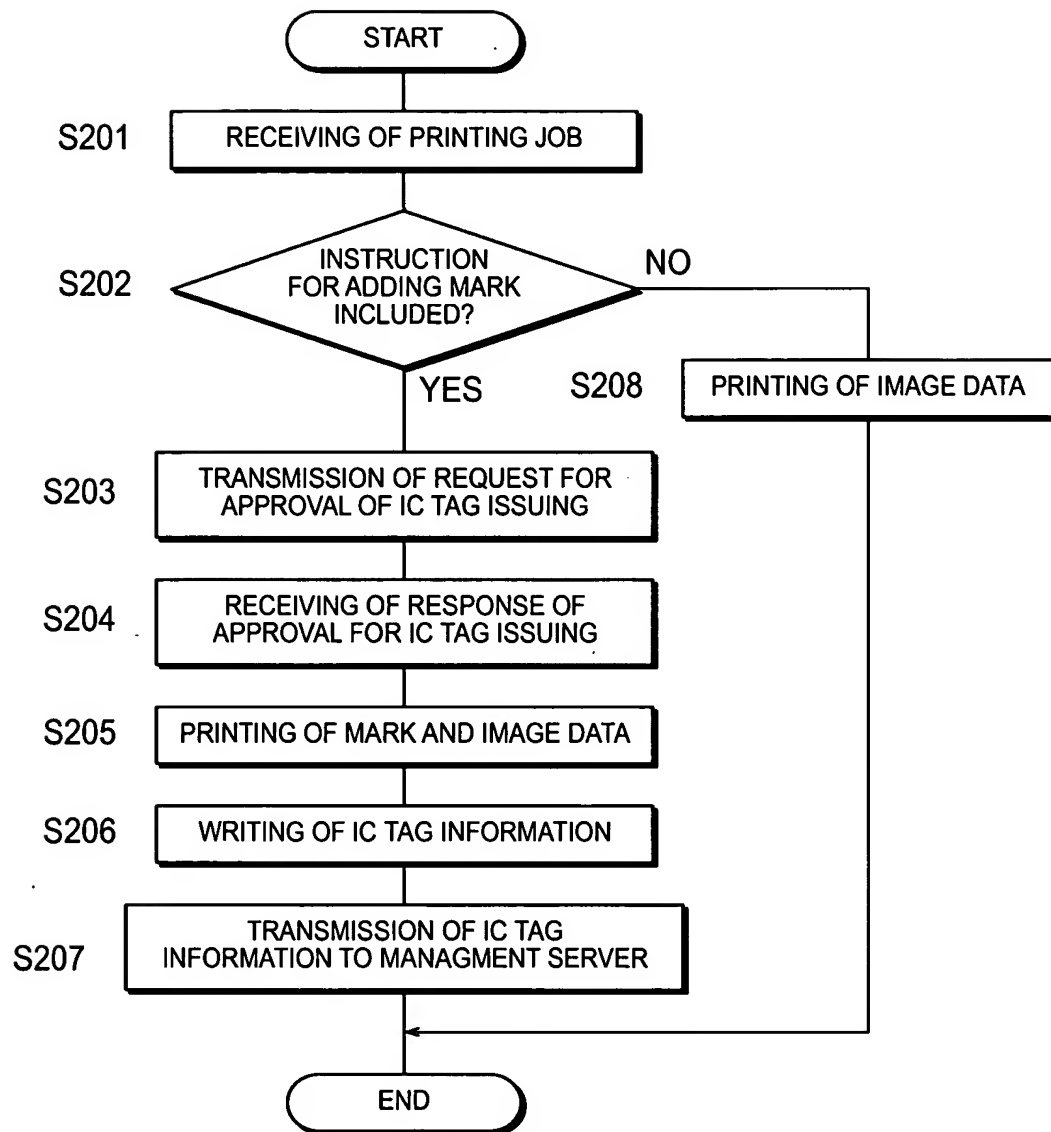 START
S201
RECEIVING OF PRINTING JOB
S202
INSTRUCTION
FOR ADDING MARK
INCLUDED?
NO
YES
S208
PRINTING OF IMAGE DATA
S203
TRANSMISSION OF REQUEST FOR
APPROVAL OF IC TAG ISSUING
S204
RECEIVING OF RESPONSE OF
APPROVAL FOR IC TAG ISSUING
S205
PRINTING OF MARK AND IMAGE DATA
S206
WRITING OF IC TAG INFORMATION
S207
TRANSMISSION OF IC TAG
INFORMATION TO MANAGMENT SERVER
END